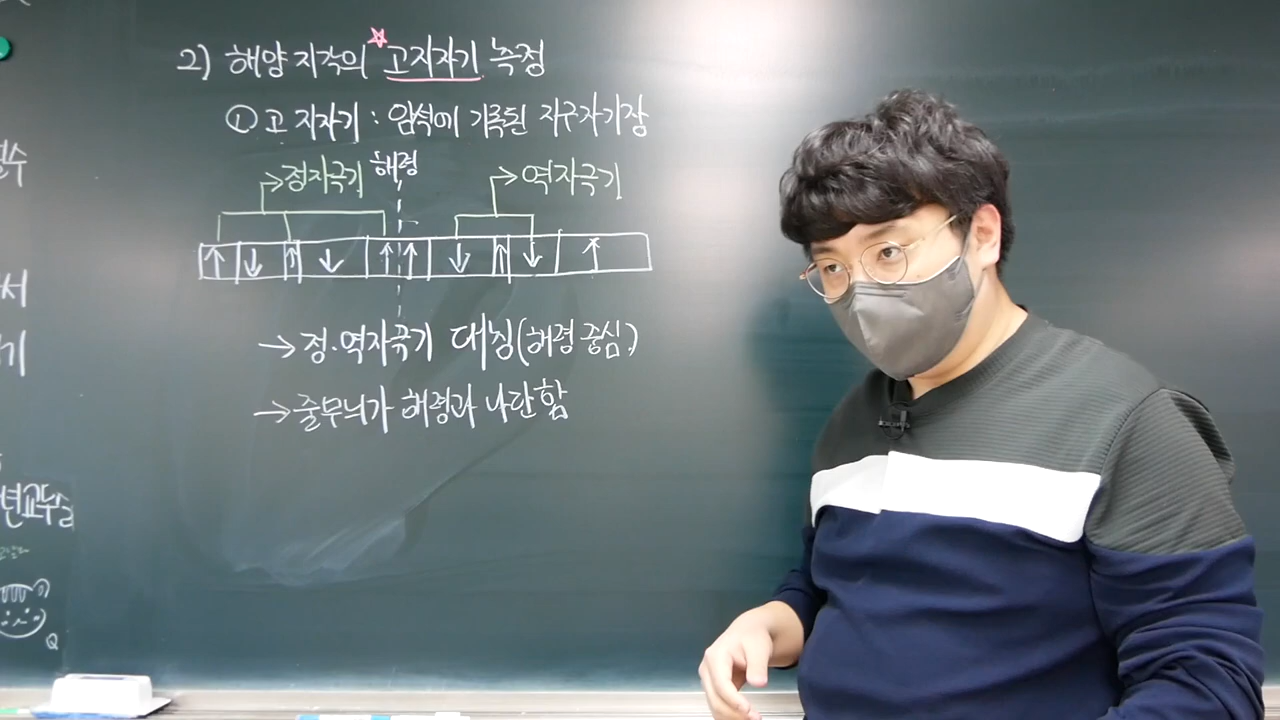 2) 해양 지각의 ☆고지자기 측정
① 고 지자기 : 암석에 기록된 지구자기장
→정자극기 해령 →역자극기
↑ ↓ ↑ ↓ ↑ ↑ ↓ ↑ ↓ ↑
→ 정·역자극기 대칭(해령 중심)
→ 줄무늬가 해령과 나란함
서
기
Q